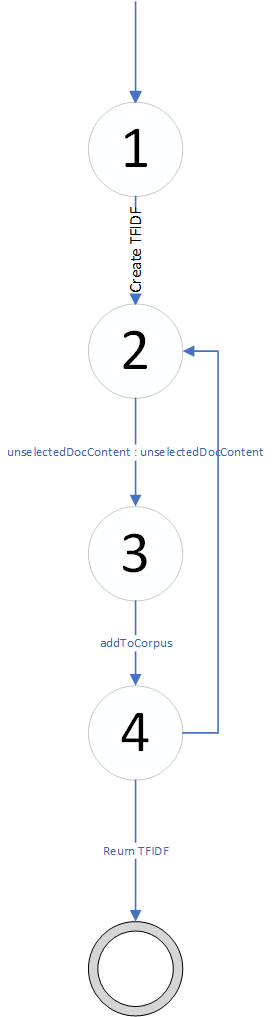 1
Create TFIDF
2
unselectedDocContent : unselectedDocContent
3
addToCorpus
4
Reurn TFIDF